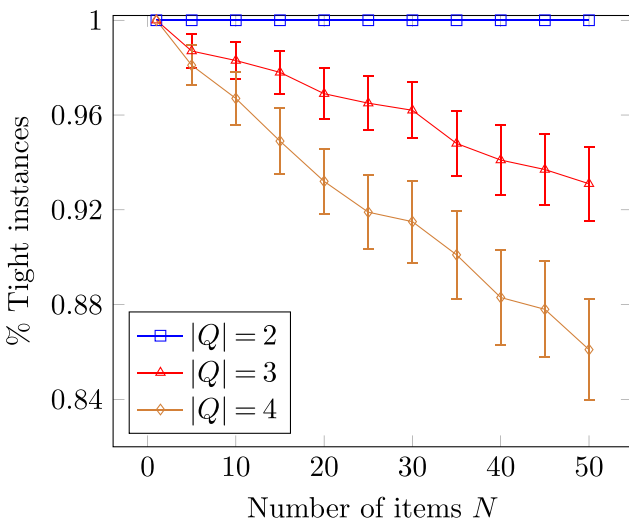 1
0.96
0.92
0.88
0.84
% Tight instances
|Q| = 2
|Q| = 3
|Q| = 4
0 10 20 30 40 50
Number of items N